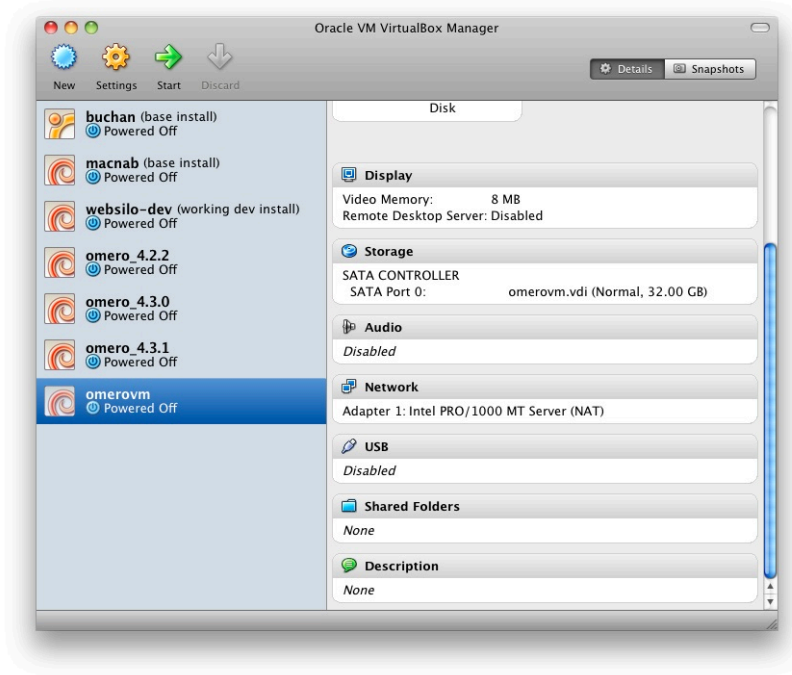 Oracle VM VirtualBox Manager
New Settings Start Discard
Details Snapshots
buchan (base install)
Powered Off
macnab (base install)
Powered Off
websilo-dev (working dev install)
Powered Off
omero_4.2.2
Powered Off
omero_4.3.0
Powered Off
omero_4.3.1
Powered Off
omerovm
Powered Off
Disk
Display
Video Memory: 8 MB
Remote Desktop Server: Disabled
Storage
SATA CONTROLLER
SATA Port 0: omerovm.vdi (Normal, 32.00 GB)
Audio
Disabled
Network
Adapter 1: Intel PRO/1000 MT Server (NAT)
USB
Disabled
Shared Folders
None
Description
None